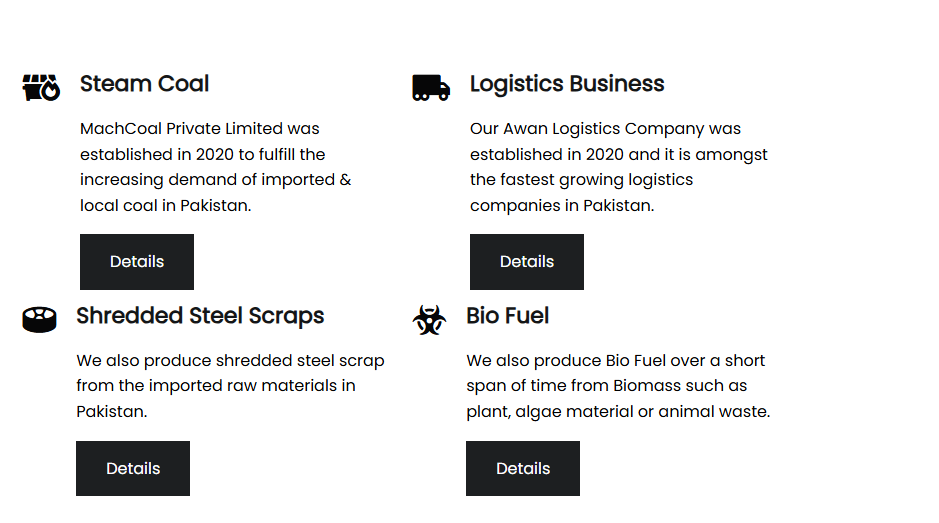 Steam Coal
MachCoal Private Limited was
established in 2020 to fulfill the
increasing demand of imported &
local coal in Pakistan.
Details
Logistics Business
Our Awan Logistics Company was
established in 2020 and it is amongst
the fastest growing logistics
companies in Pakistan.
Details
Shredded Steel Scraps
We also produce shredded steel scrap
from the imported raw materials in
Pakistan.
Details
Bio Fuel
We also produce Bio Fuel over a short
span of time from Biomass such as
plant, algae material or animal waste.
Details